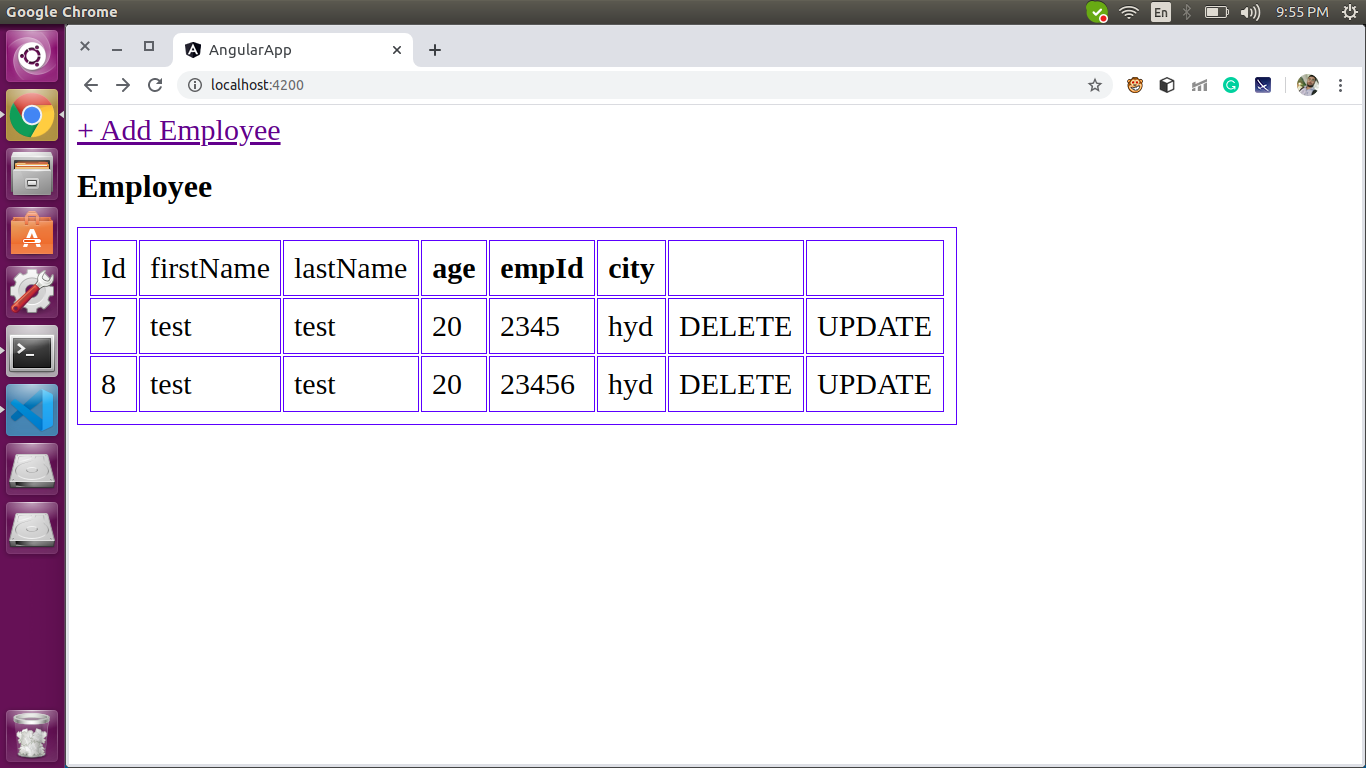 Google Chrome
En
9:55 PM
AngularApp
localhost:4200
+ Add Employee
Employee
Id firstName lastName age empId city
7 test test 20 2345 hyd DELETE UPDATE
8 test test 20 23456 hyd DELETE UPDATE